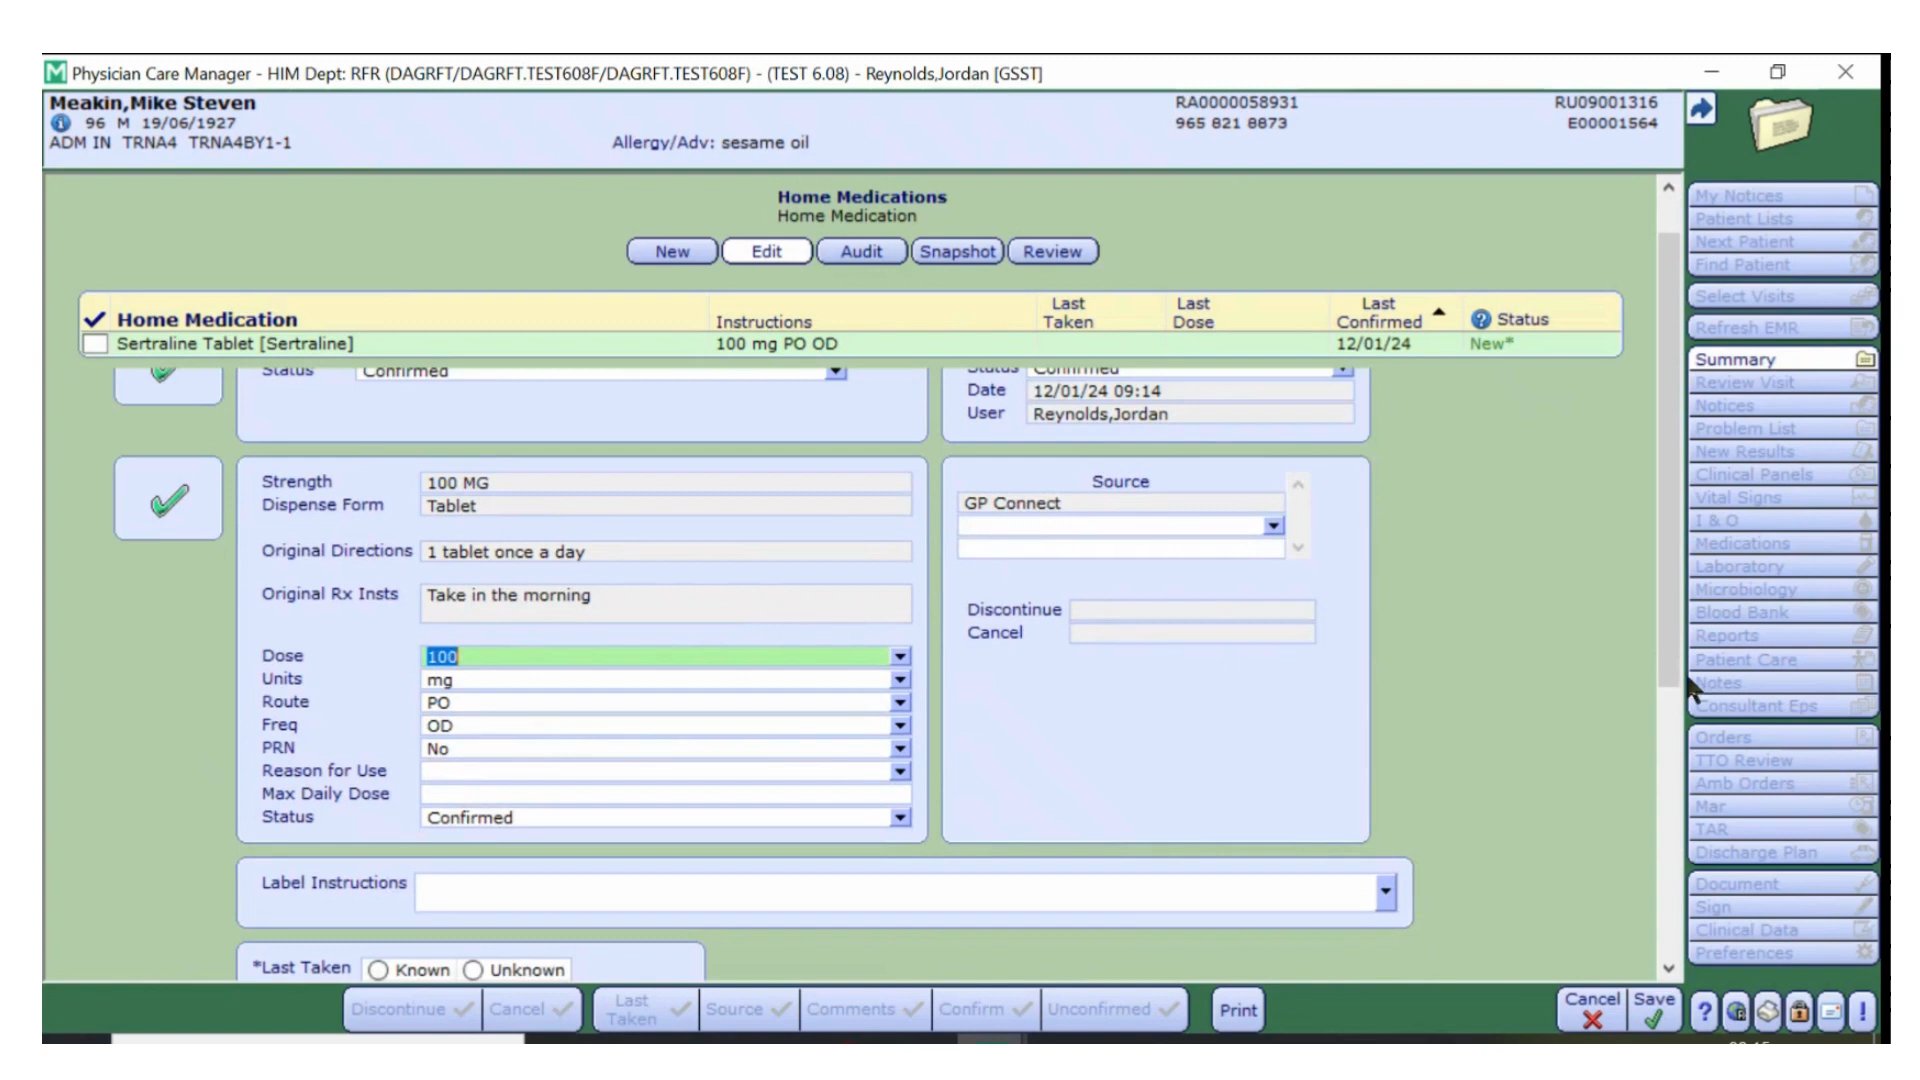 Physician Care Manager - HIM Dept: RFR (DAGRFT/DAGRFT.TEST608F/DAGRFT.TEST608F) - (TEST 6.08) - Reynolds,Jordan [GSST]
Meakin,Mike Steven
96 M 19/06/1927
ADM IN TRNA4 TRNA4BY1-1
Allergy/Adv: sesame oil
RA0000058931
965 821 8873
RU09001316
E00001564
Home Medications
Home Medication
New Edit Audit Snapshot Review
Home Medication Instructions Last Taken Last Dose Last Confirmed Status
Sertraline Tablet [Sertraline] 100 mg PO OD 12/01/24 New*
Status Confirmed
Status Confirmed
Date 12/01/24 09:14
User Reynolds,Jordan
Strength 100 MG
Dispense Form Tablet
Original Directions 1 tablet once a day
Original Rx Insts Take in the morning
Dose 100
Units mg
Route PO
Freq OD
PRN No
Reason for Use
Max Daily Dose
Status Confirmed
Source
GP Connect
Discontinue
Cancel
Label Instructions
*Last Taken Known Unknown
Discontinue Cancel Last Taken Source Comments Confirm Unconfirmed Print
Cancel Save
My Notices
Patient Lists
Next Patient
Find Patient
Select Visits
Refresh EMR
Summary
Review Visit
Notices
Problem List
New Results
Clinical Panels
Vital Signs
I & O
Medications
Laboratory
Microbiology
Blood Bank
Reports
Patient Care
Notes
Consultant Eps
Orders
TTO Review
Amb Orders
Mar
TAR
Discharge Plan
Document
Sign
Clinical Data
Preferences